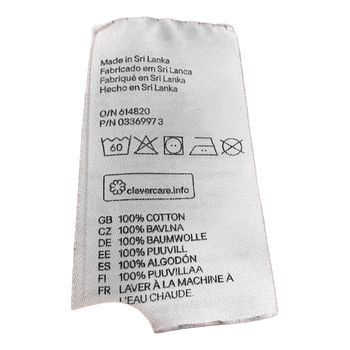 Made in Sri Lanka
Fabricado em Sri Lanca
Fabriqué en Sri Lanka
Hecho en Sri Lanka
O/N 614820
P/N 0336997 3
60
clevercare.info
GB 100% COTTON
CZ 100% BAVLNA
DE 100% BAUMWOLLE
EE 100% PUUVILL
ES 100% ALGODÓN
FI 100% PUUVILLAA
FR LAVER À LA MACHINE À
L'EAU CHAUDE.